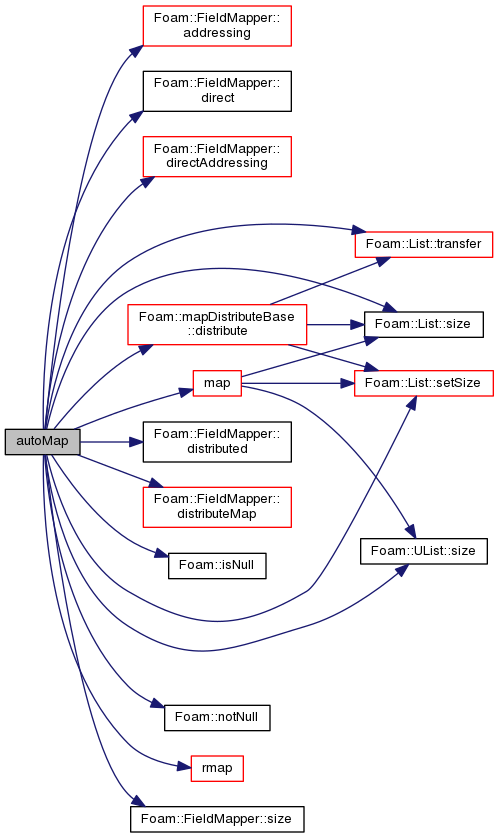 Foam::FieldMapper::
addressing
Foam::FieldMapper::
direct
Foam::FieldMapper::
directAddressing
Foam::List::transfer
Foam::mapDistributeBase
::distribute
Foam::List::size
map
Foam::List::setSize
autoMap
Foam::FieldMapper::
distributed
Foam::FieldMapper::
distributeMap
Foam::UList::size
Foam::isNull
Foam::notNull
rmap
Foam::FieldMapper::size